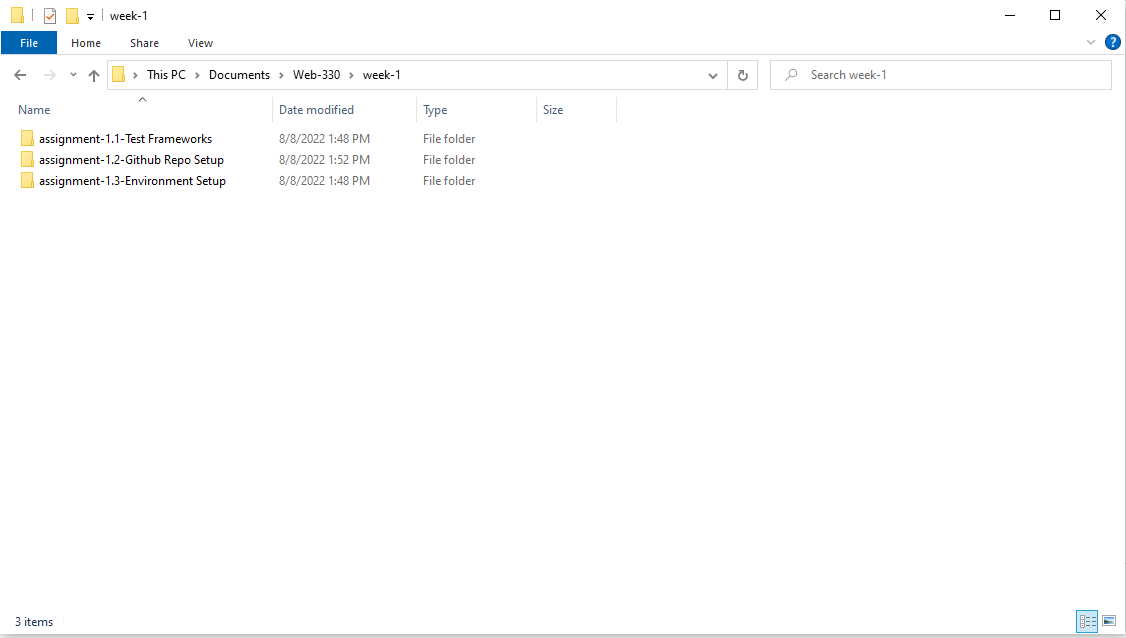 week-1
File Home Share View
This PC Documents Web-330 week-1 Search week-1
Name Date modified Type Size
assignment-1.1-Test Frameworks 8/8/2022 1:48 PM File folder
assignment-1.2-Github Repo Setup 8/8/2022 1:52 PM File folder
assignment-1.3-Environment Setup 8/8/2022 1:48 PM File folder
3 items